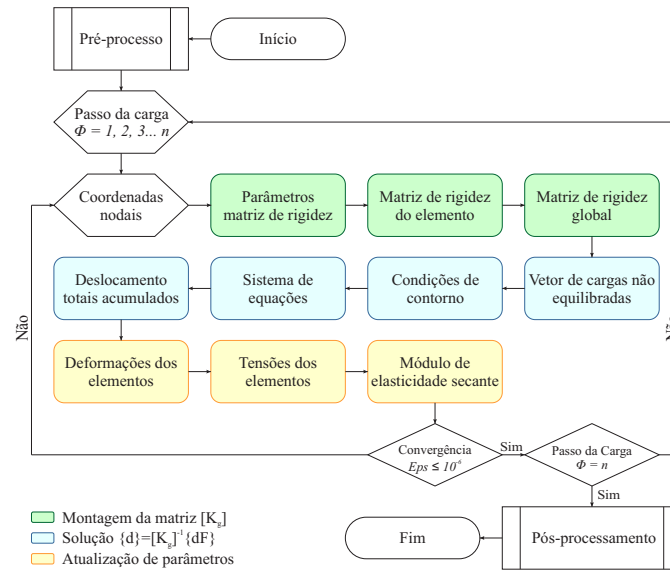 Pré-processo
Início
Passo da carga
Φ = 1, 2, 3... n
Coordenadas
nodais
Parâmetros
matriz de rigidez
Matriz de rigidez
do elemento
Matriz de rigidez
global
Deslocamento
totais acumulados
Sistema de
equações
Condições de
contorno
Vetor de cargas não
equilibradas
Não
Não
Deformações dos
elementos
Tensões dos
elementos
Módulo de
elasticidade secante
Convergência
Eps ≤ 10⁻⁶
Sim
Passo da Carga
Φ = n
Sim
Montagem da matriz [Kg]
Solução {d}=[Kg]⁻¹{dF}
Atualização de parâmetros
Fim
Pós-processamento